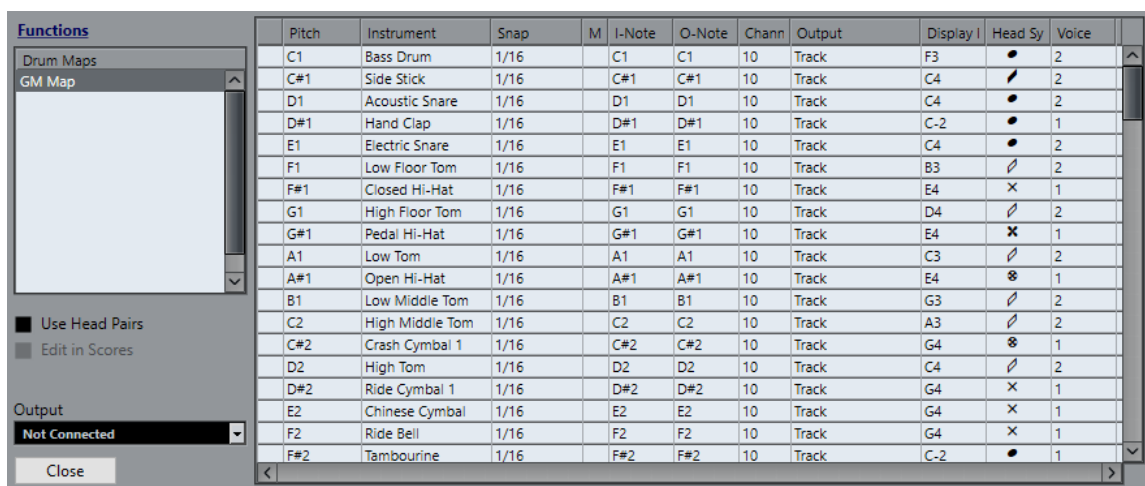 Functions
Drum Maps
GM Map
Use Head Pairs
Edit in Scores
Output
Not Connected
Close
Pitch Instrument Snap M I-Note O-Note Chann Output Display I Head Sy Voice
C1 Bass Drum 1/16 C1 C1 10 Track F3 2
C#1 Side Stick 1/16 C#1 C#1 10 Track C4 2
D1 Acoustic Snare 1/16 D1 D1 10 Track C4 2
D#1 Hand Clap 1/16 D#1 D#1 10 Track C-2 1
E1 Electric Snare 1/16 E1 E1 10 Track C4 2
F1 Low Floor Tom 1/16 F1 F1 10 Track B3 2
F#1 Closed Hi-Hat 1/16 F#1 F#1 10 Track E4 1
G1 High Floor Tom 1/16 G1 G1 10 Track D4 2
G#1 Pedal Hi-Hat 1/16 G#1 G#1 10 Track E4 1
A1 Low Tom 1/16 A1 A1 10 Track C3 2
A#1 Open Hi-Hat 1/16 A#1 A#1 10 Track E4 1
B1 Low Middle Tom 1/16 B1 B1 10 Track G3 2
C2 High Middle Tom 1/16 C2 C2 10 Track A3 2
C#2 Crash Cymbal 1 1/16 C#2 C#2 10 Track G4 1
D2 High Tom 1/16 D2 D2 10 Track C4 2
D#2 Ride Cymbal 1 1/16 D#2 D#2 10 Track G4 1
E2 Chinese Cymbal 1/16 E2 E2 10 Track G4 1
F2 Ride Bell 1/16 F2 F2 10 Track G4 1
F#2 Tambourine 1/16 F#2 F#2 10 Track C-2 1